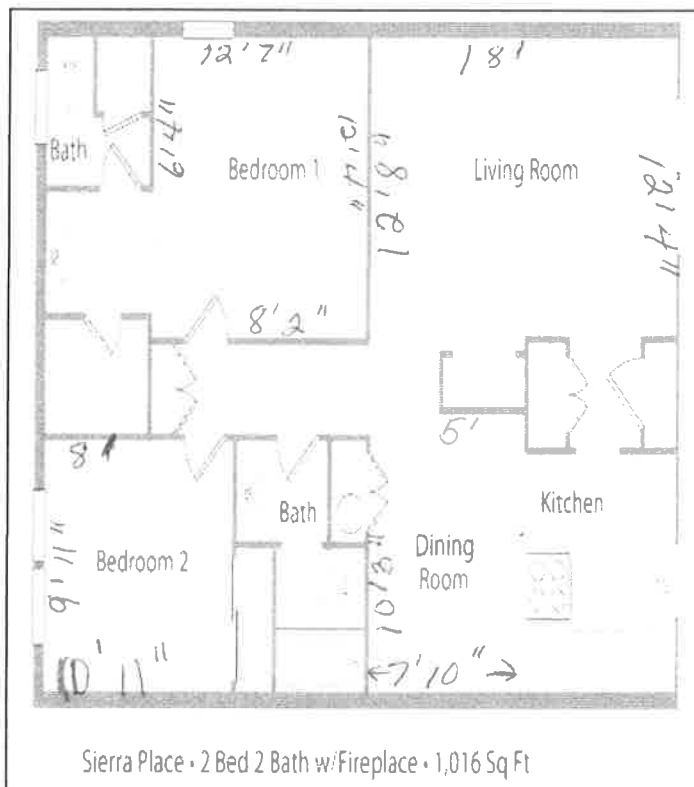 12'7"
18'
Bath
6'4"
Bedroom 1
12'8"
Living Room
12'4"
8'2"
8'
5'
Kitchen
Bath
Dining
Room
9'11"
Bedroom 2
10'3"
10' 11"
7'10"
Sierra Place • 2 Bed 2 Bath w/Fireplace • 1,016 Sq Ft